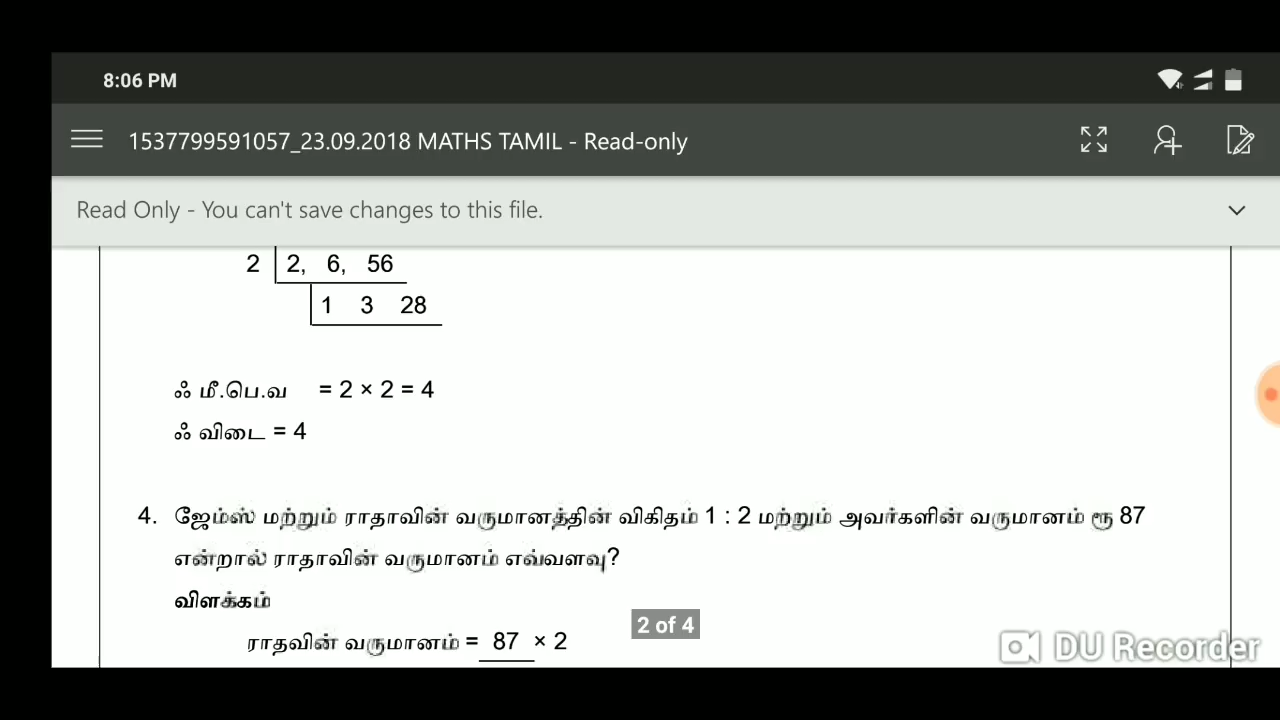 8:06 PM
1537799591057_23.09.2018 MATHS TAMIL - Read-only
Read Only - You can't save changes to this file.
2 2, 6, 56
1 3 28
ஃ மீ.பெ.வ = 2 × 2 = 4
ஃ விடை = 4
4. ஜேம்ஸ் மற்றும் ராதாவின் வருமானத்தின் விகிதம் 1 : 2 மற்றும் அவர்களின் வருமானம் ரூ 87
என்றால் ராதாவின் வருமானம் எவ்வளவு?
விளக்கம்
ராதவின் வருமானம் = 87 × 2
2 of 4
DU Recorder